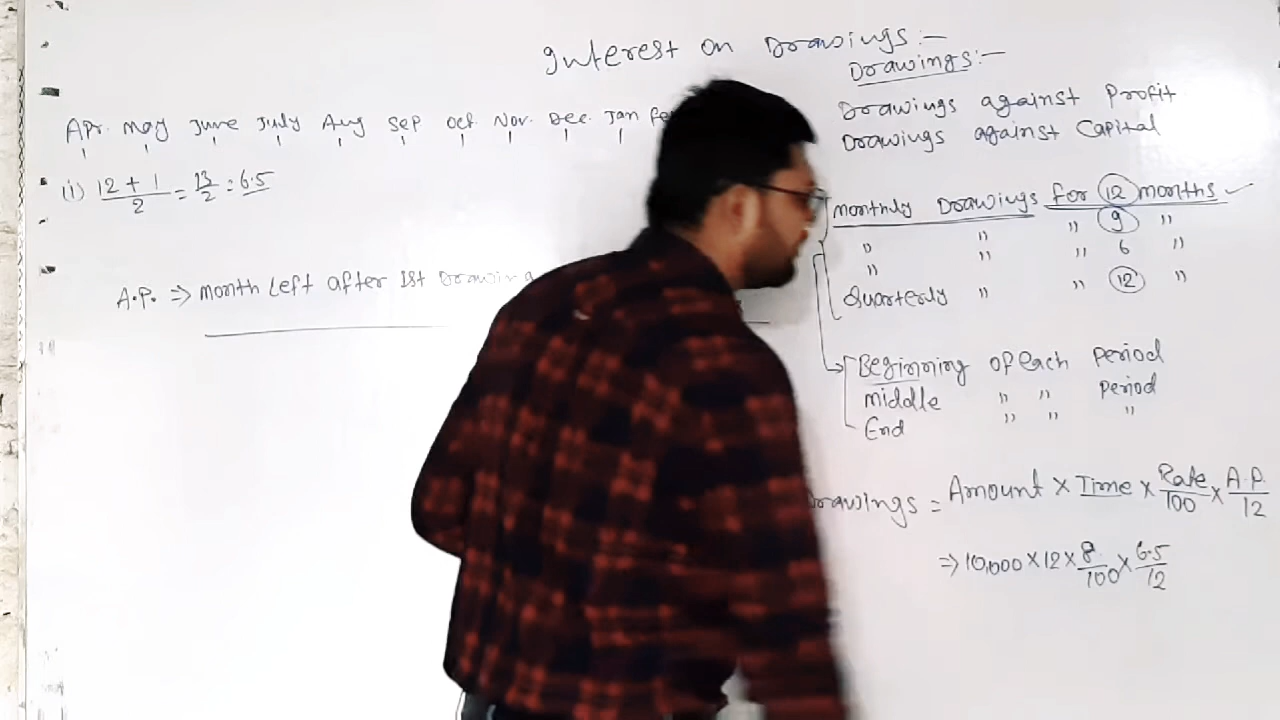 Interest on Drawings:-
Drawings:-
Drawings against Profit
Drawings against Capital
Apr. May June July Aug Sep Oct. Nov. Dec. Jan Fe
(i) 12 + 1 / 2 = 13 / 2 = 6.5
A.P. ⇒ month Left after 1st Drawing
Monthly Drawings for 12 months ✓
" " " 9 "
" " " 6 "
Quarterly " " 12 "
Beginning of each Period
middle " " Period
End " " "
Drawings = Amount × Time × Rate / 100 × A.P. / 12
⇒ 10,000 × 12 × 8 / 100 × 6.5 / 12